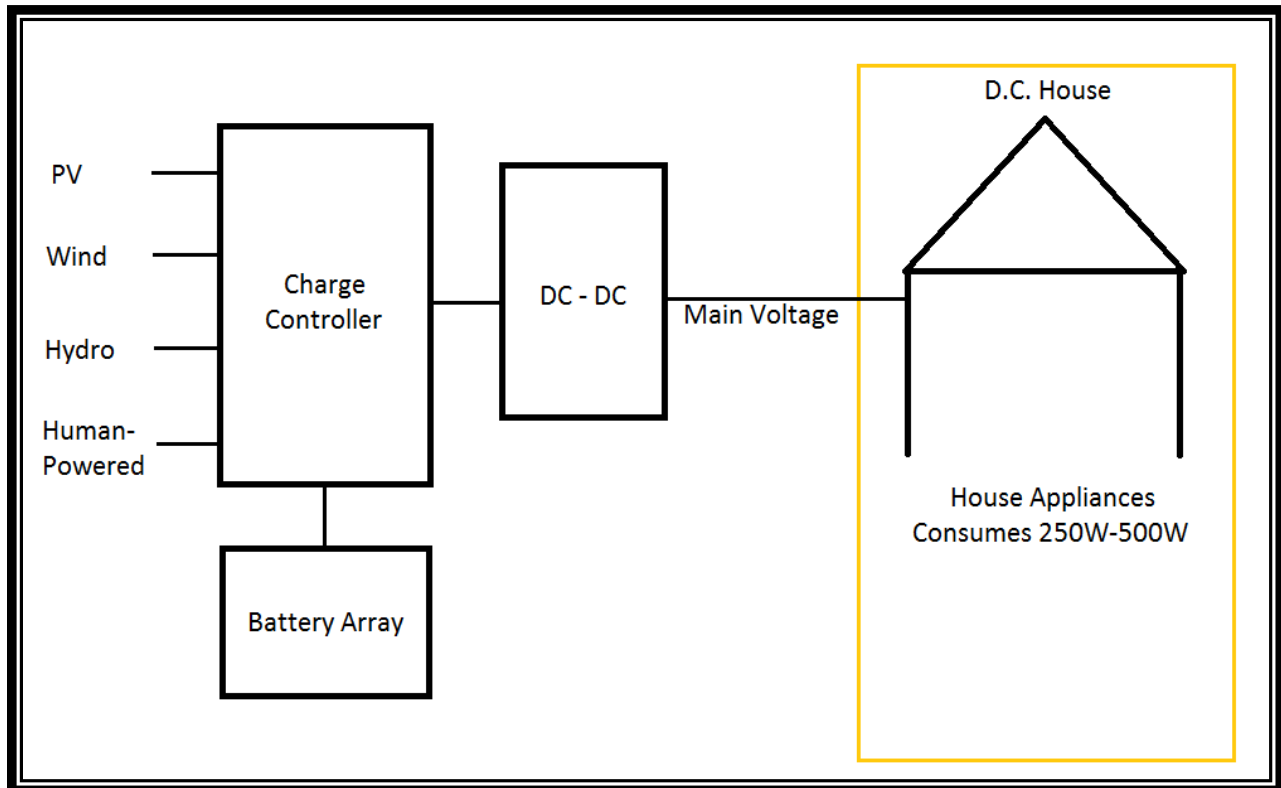 PV
Wind
Hydro
Human-
Powered
Charge
Controller
Battery Array
DC - DC
Main Voltage
D.C. House
House Appliances
Consumes 250W-500W